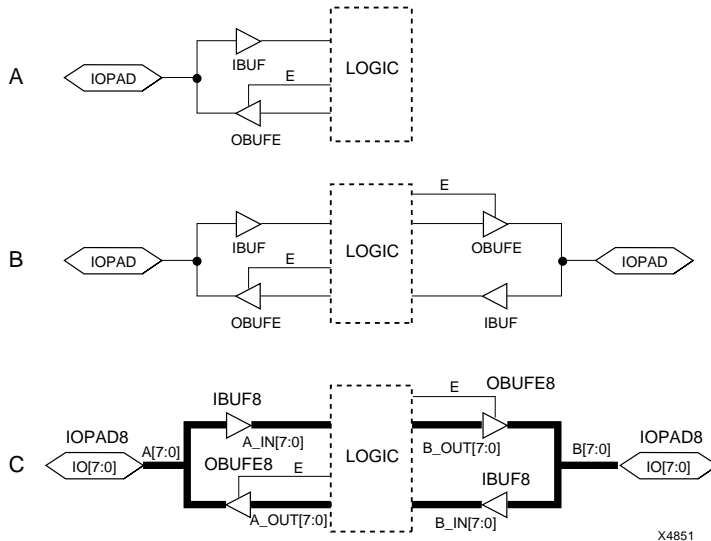 A
IOPAD
IBUF
E
OBUFE
LOGIC
B
IOPAD
IBUF
E
OBUFE
LOGIC
E
OBUFE
IBUF
IOPAD
C
IOPAD8
IO[7:0]
A[7:0]
IBUF8
A_IN[7:0]
OBUFE8
E
A_OUT[7:0]
LOGIC
E
OBUFE8
B_OUT[7:0]
IBUF8
B_IN[7:0]
B[7:0]
IOPAD8
IO[7:0]
X4851